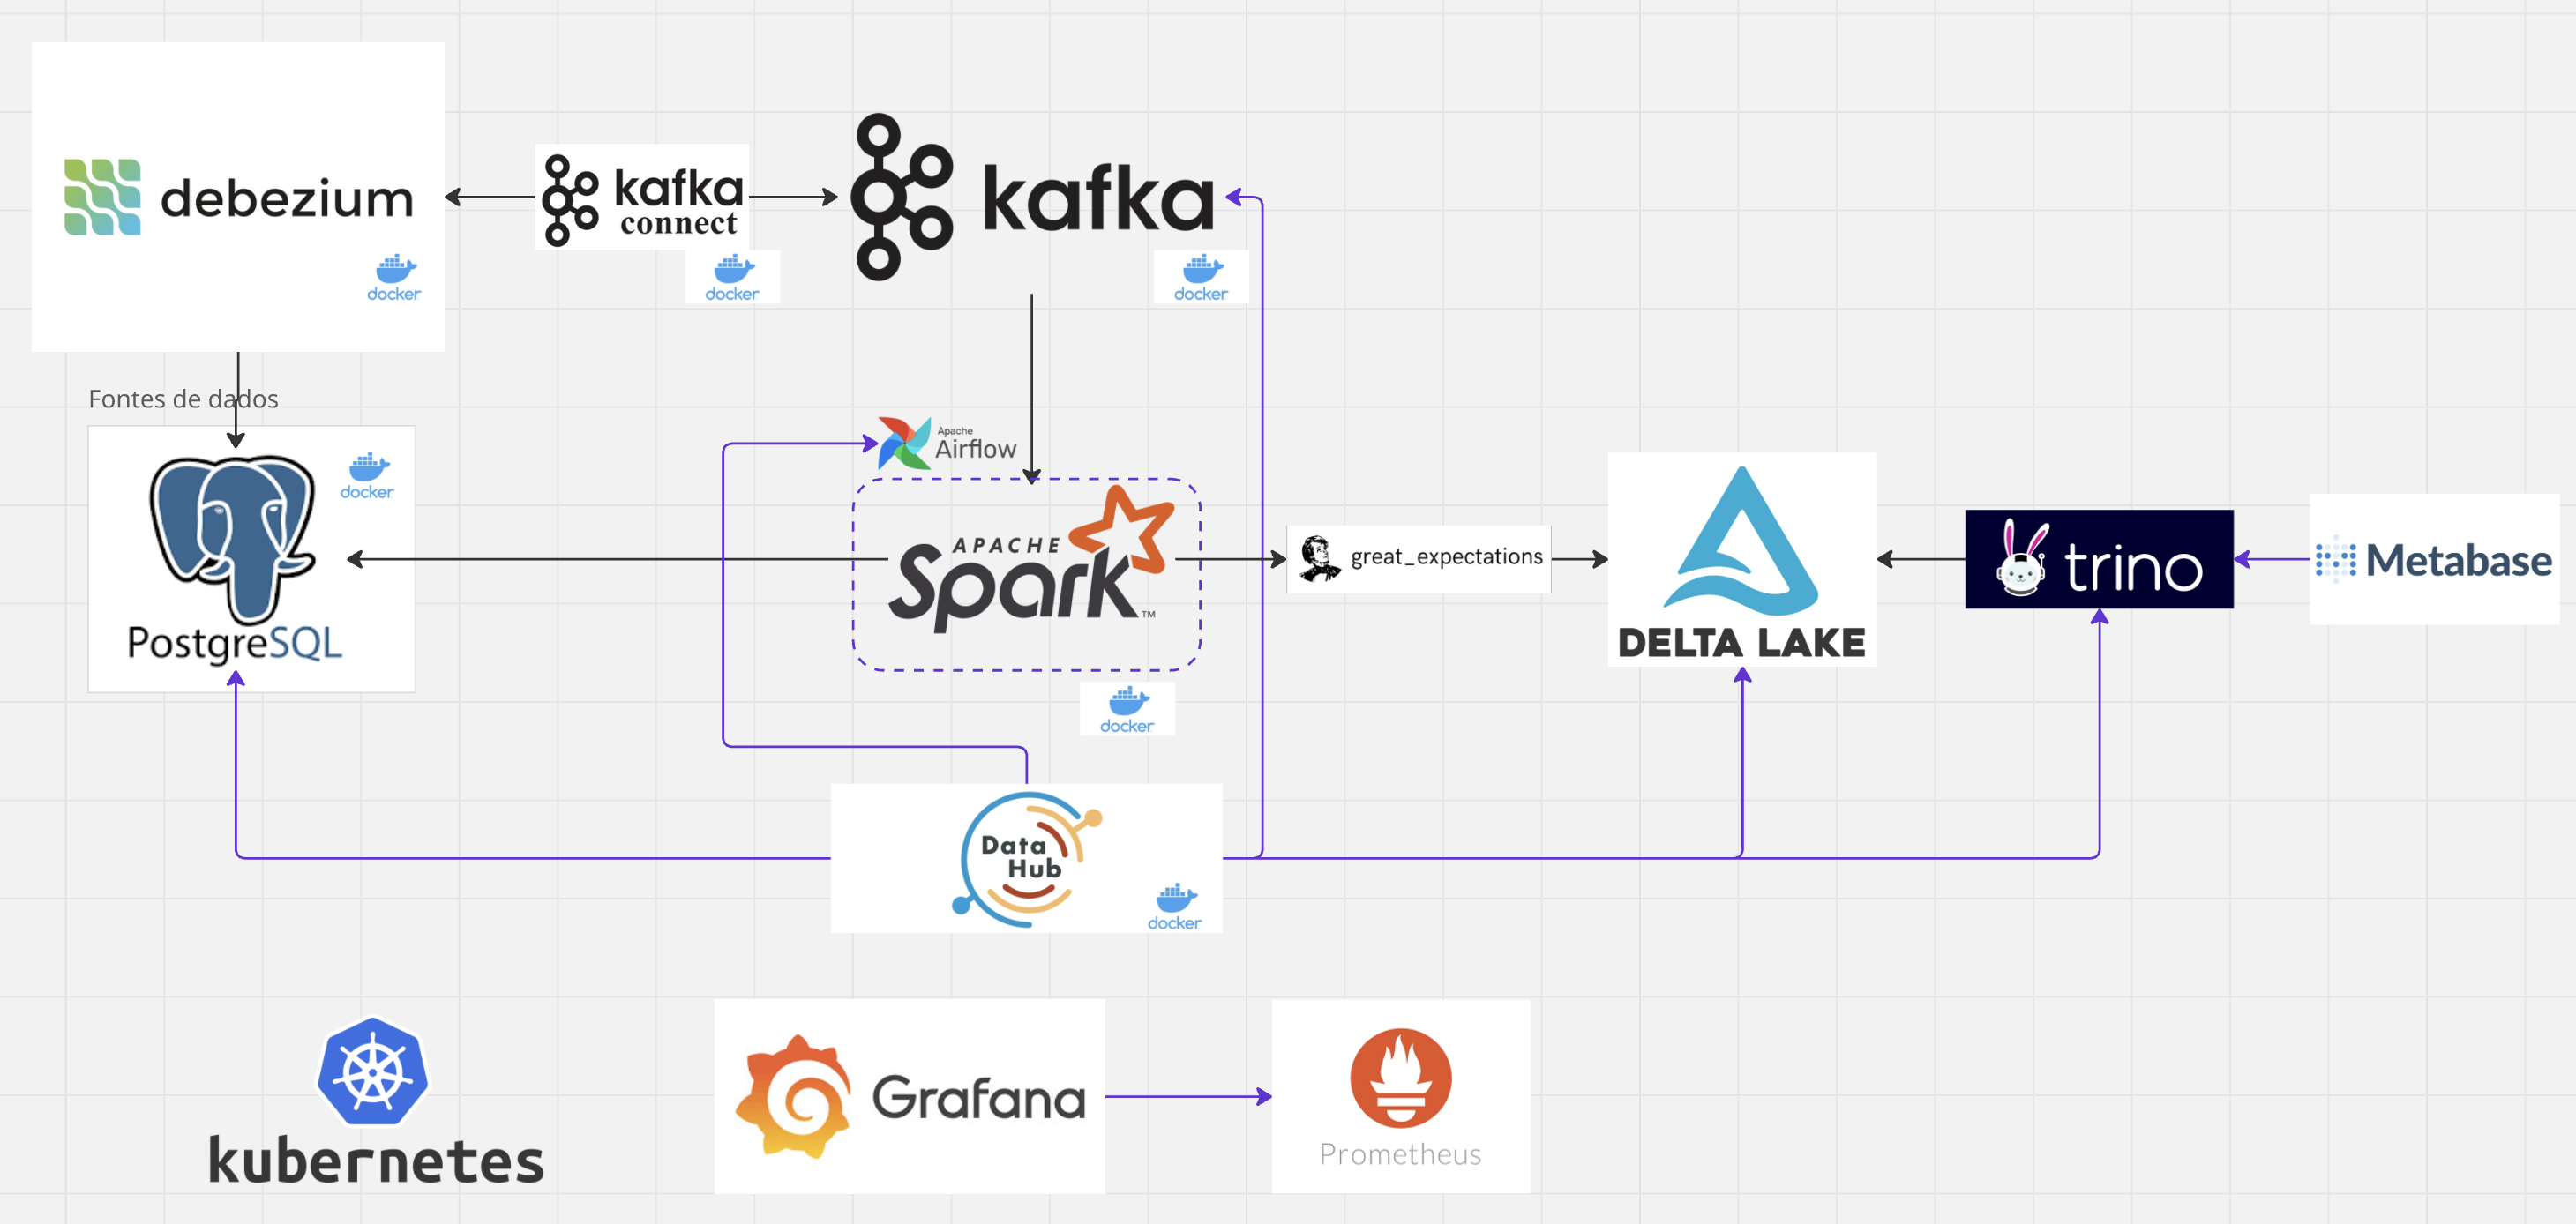 debezium
docker
kafka
connect
docker
kafka
docker
Fontes de dados
docker
PostgreSQL
Apache
Airflow
APACHE
Spark™
docker
great_expectations
DELTA LAKE
trino
Metabase
Data
Hub
docker
kubernetes
Grafana
Prometheus